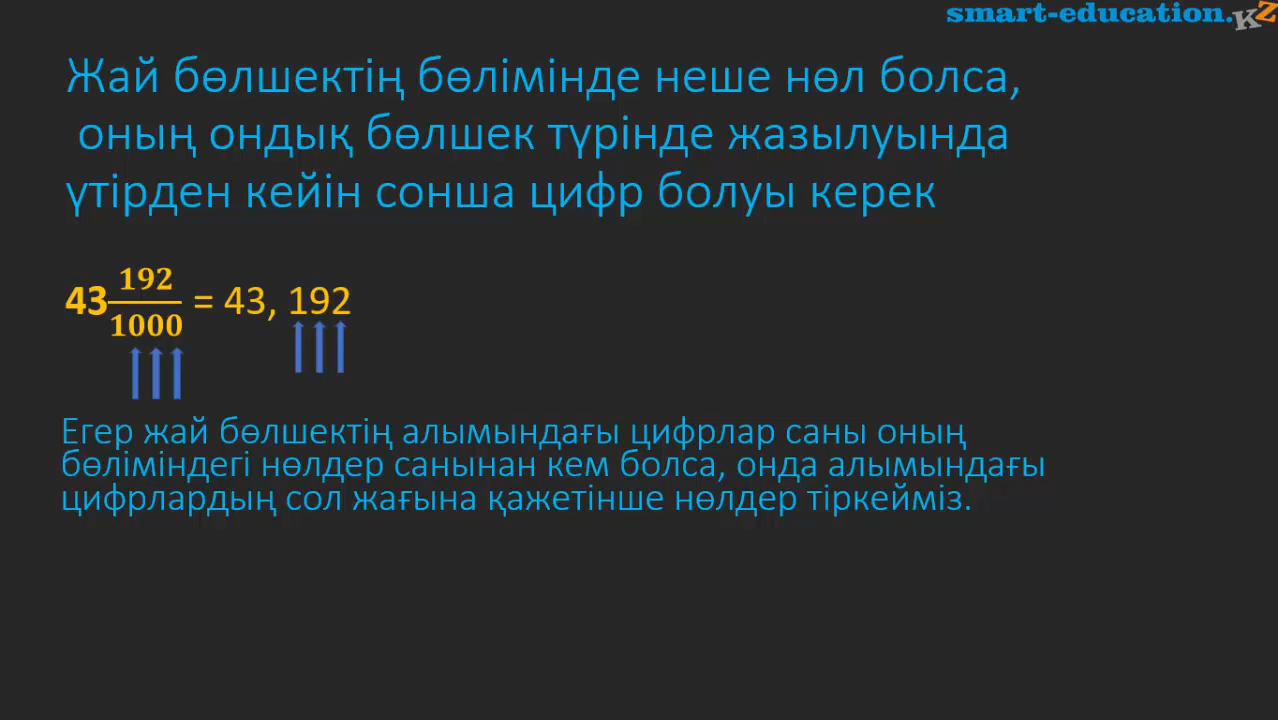 smart-education.KZ
Жай бөлшектің бөлімінде неше нөл болса,
оның ондық бөлшек түрінде жазылуында
үтірден кейін сонша цифр болуы керек
43 192/1000 = 43, 192
Егер жай бөлшектің алымындағы цифрлар саны оның
бөліміндегі нөлдер санынан кем болса, онда алымындағы
цифрлардың сол жағына қажетінше нөлдер тіркейміз.